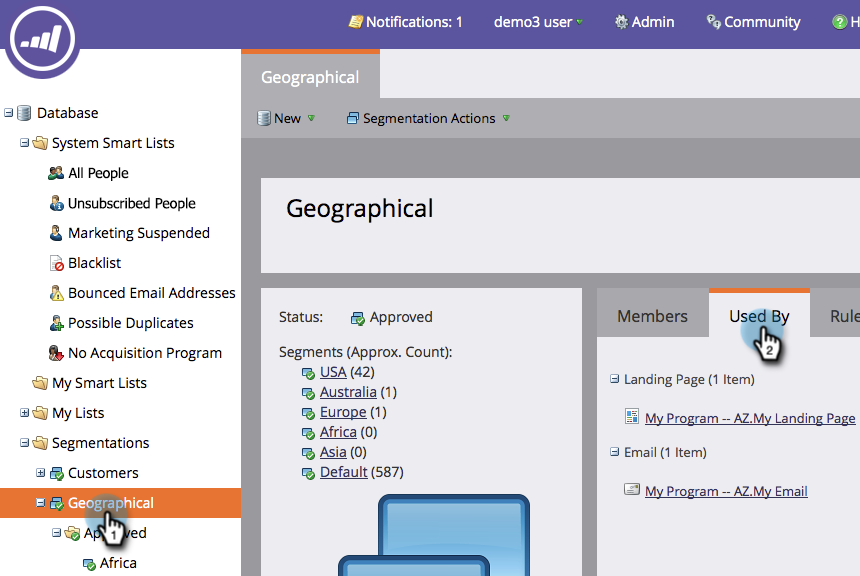 Notifications: 1
demo3 user
Admin
Community
H
Geographical
New
Segmentation Actions
Database
System Smart Lists
All People
Unsubscribed People
Marketing Suspended
Blacklist
Bounced Email Addresses
Possible Duplicates
No Acquisition Program
My Smart Lists
My Lists
Segmentations
Customers
Geographical
1
Approved
Africa
Geographical
Status: Approved
Segments (Approx. Count):
USA (42)
Australia (1)
Europe (1)
Africa (0)
Asia (0)
Default (587)
Members
Used By
2
Rule
Landing Page (1 Item)
My Program -- AZ.My Landing Page
Email (1 Item)
My Program -- AZ.My Email